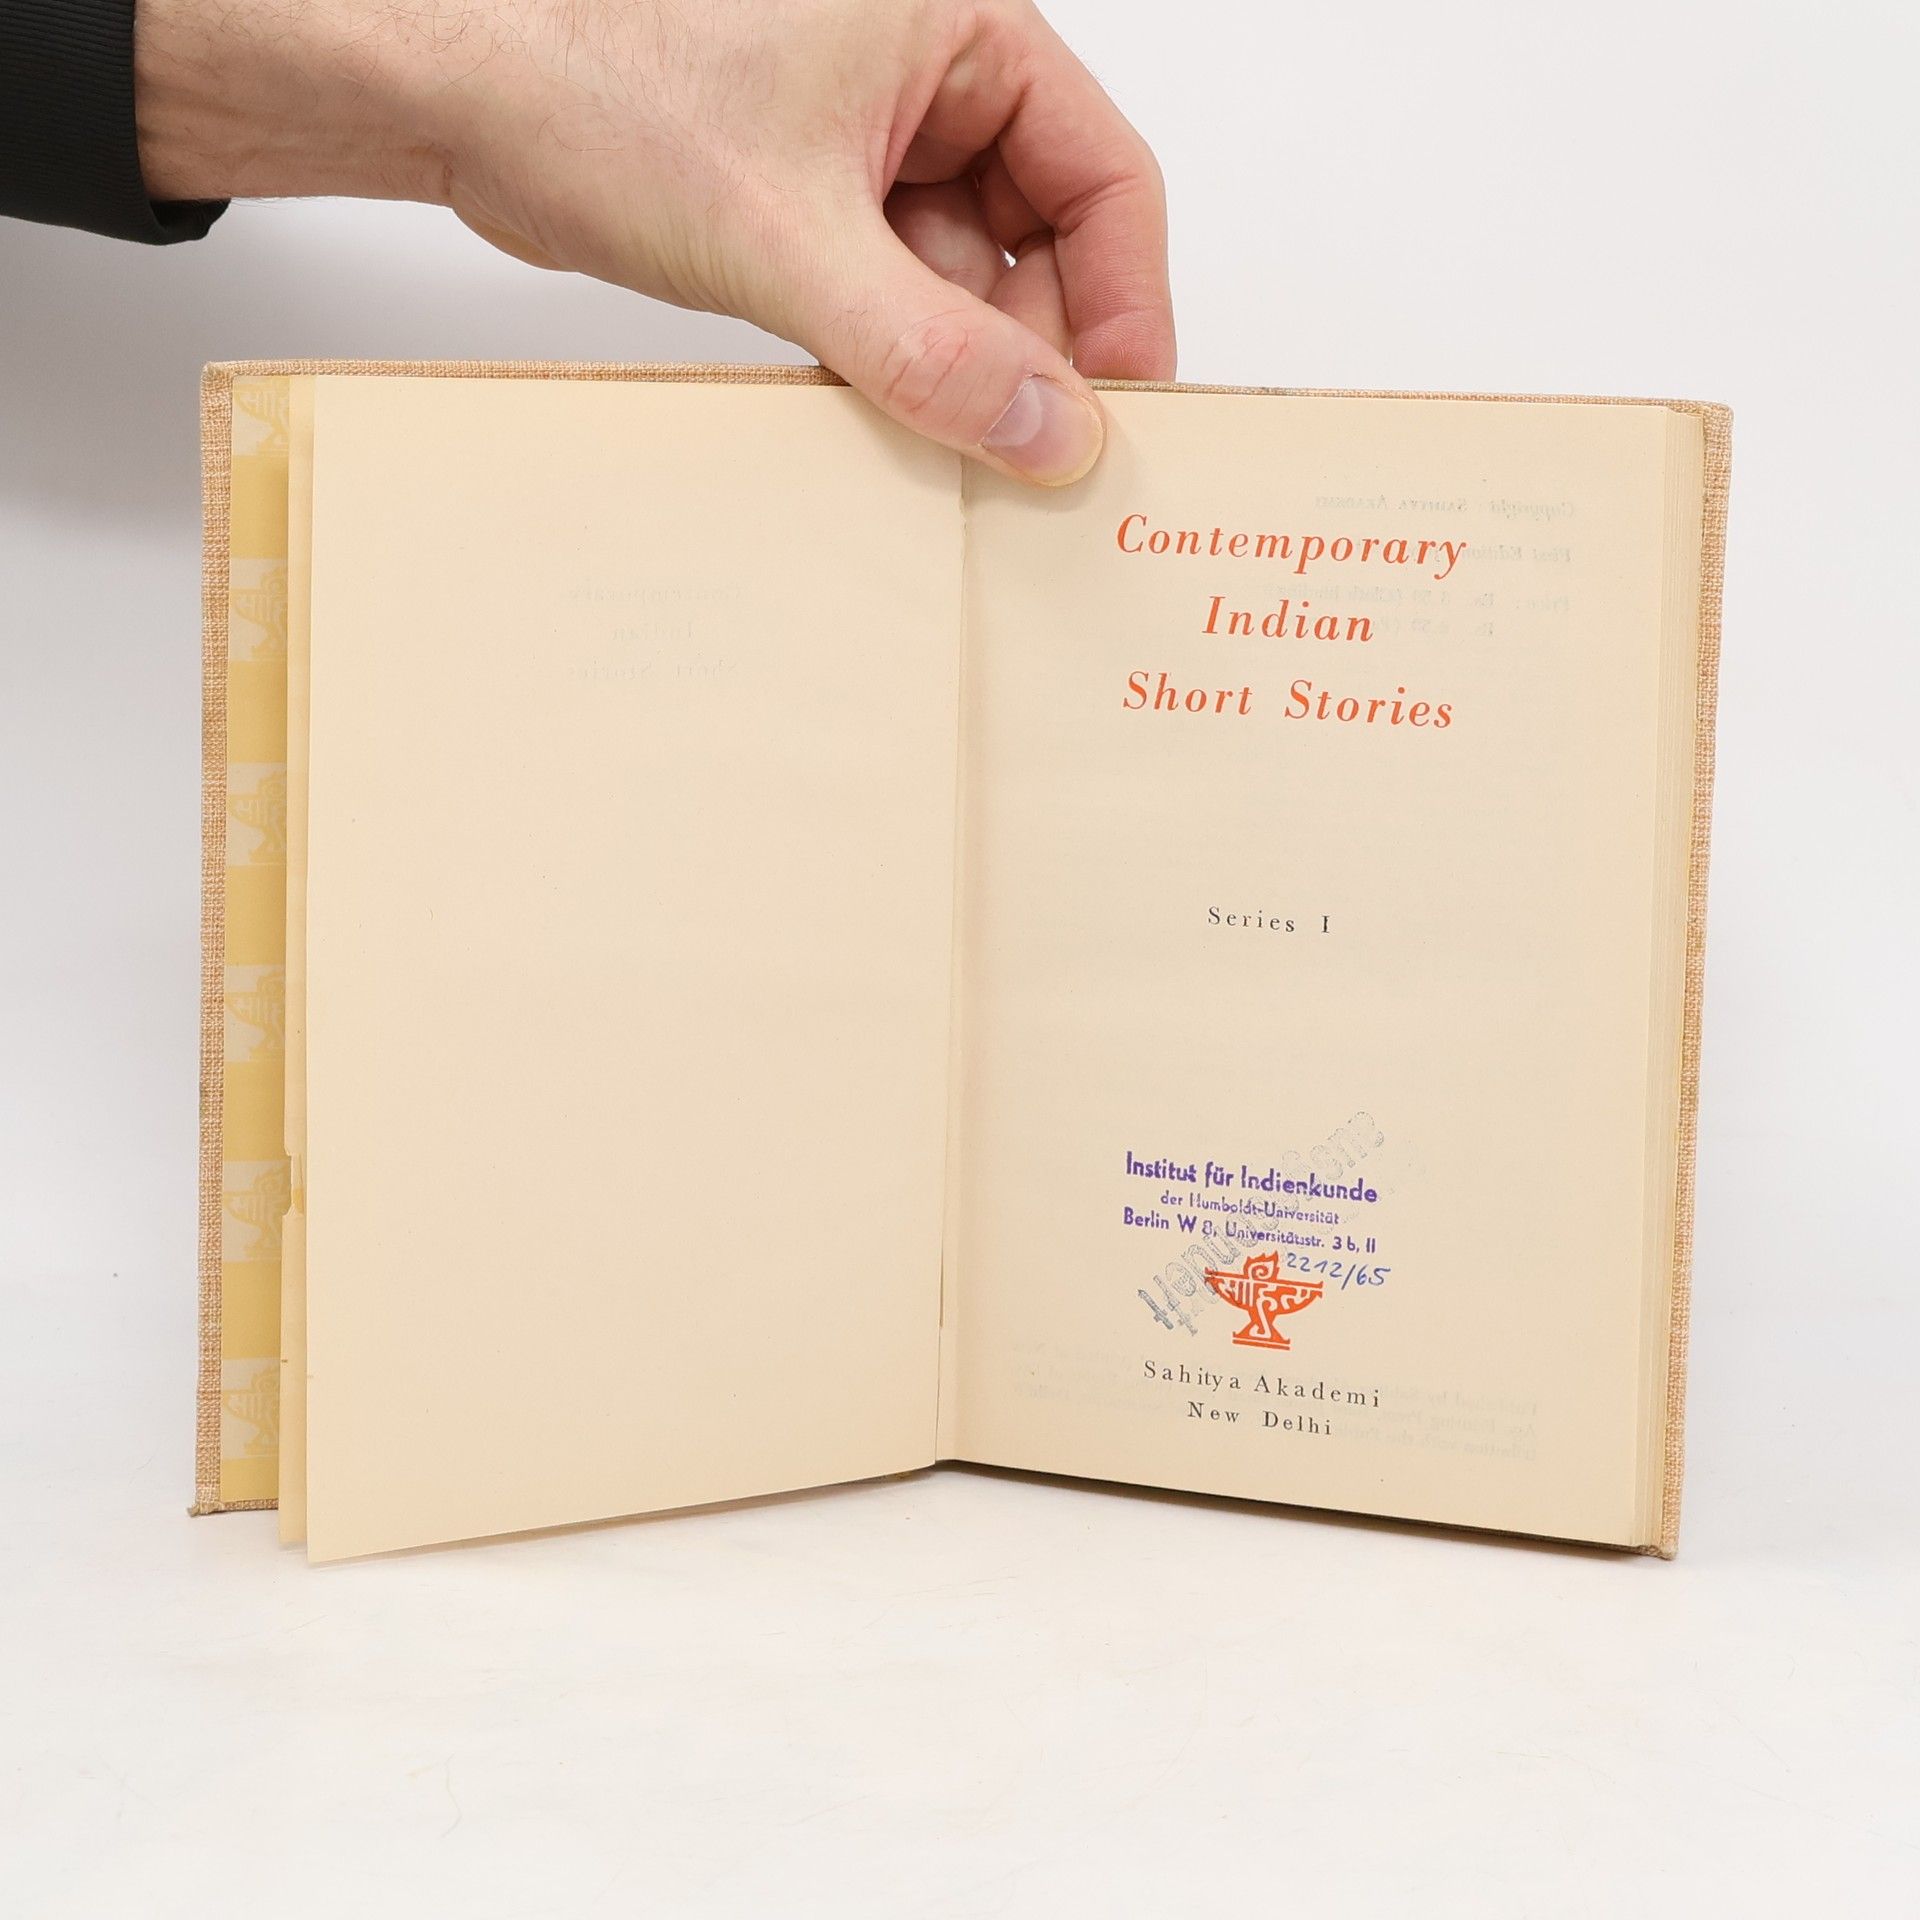 Contemporary
Indian
Short Stories
Series I
Ausgesondert
Institut für Indienkunde
der Humboldt-Universität
Berlin W 8, Universitätsstr. 3 b, II
2212/65
Sahitya Akademi
New Delhi